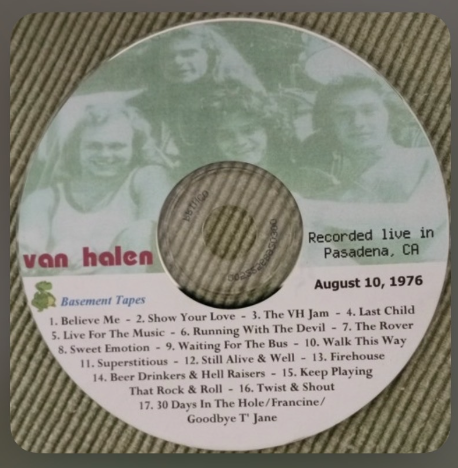 van halen
Recorded live in
Pasadena, CA
August 10, 1976
Basement Tapes
1. Believe Me - 2. Show Your Love - 3. The VH Jam - 4. Last Child
5. Live For The Music - 6. Running With The Devil - 7. The Rover
8. Sweet Emotion - 9. Waiting For The Bus - 10. Walk This Way
11. Superstitious - 12. Still Alive & Well - 13. Firehouse
14. Beer Drinkers & Hell Raisers - 15. Keep Playing
That Rock & Roll - 16. Twist & Shout
17. 30 Days In The Hole/Francine/
Goodbye T' Jane